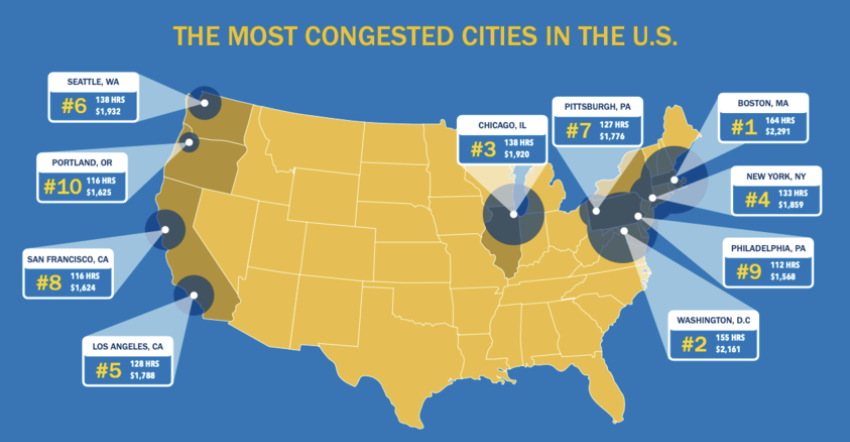 THE MOST CONGESTED CITIES IN THE U.S.
SEATTLE, WA
#6 138 HRS
$1,932
PORTLAND, OR
#10 116 HRS
$1,625
SAN FRANCISCO, CA
#8 116 HRS
$1,624
LOS ANGELES, CA
#5 128 HRS
$1,788
CHICAGO, IL
#3 138 HRS
$1,920
PITTSBURGH, PA
#7 127 HRS
$1,776
BOSTON, MA
#1 164 HRS
$2,291
NEW YORK, NY
#4 133 HRS
$1,859
PHILADELPHIA, PA
#9 112 HRS
$1,568
WASHINGTON, D.C
#2 155 HRS
$2,161